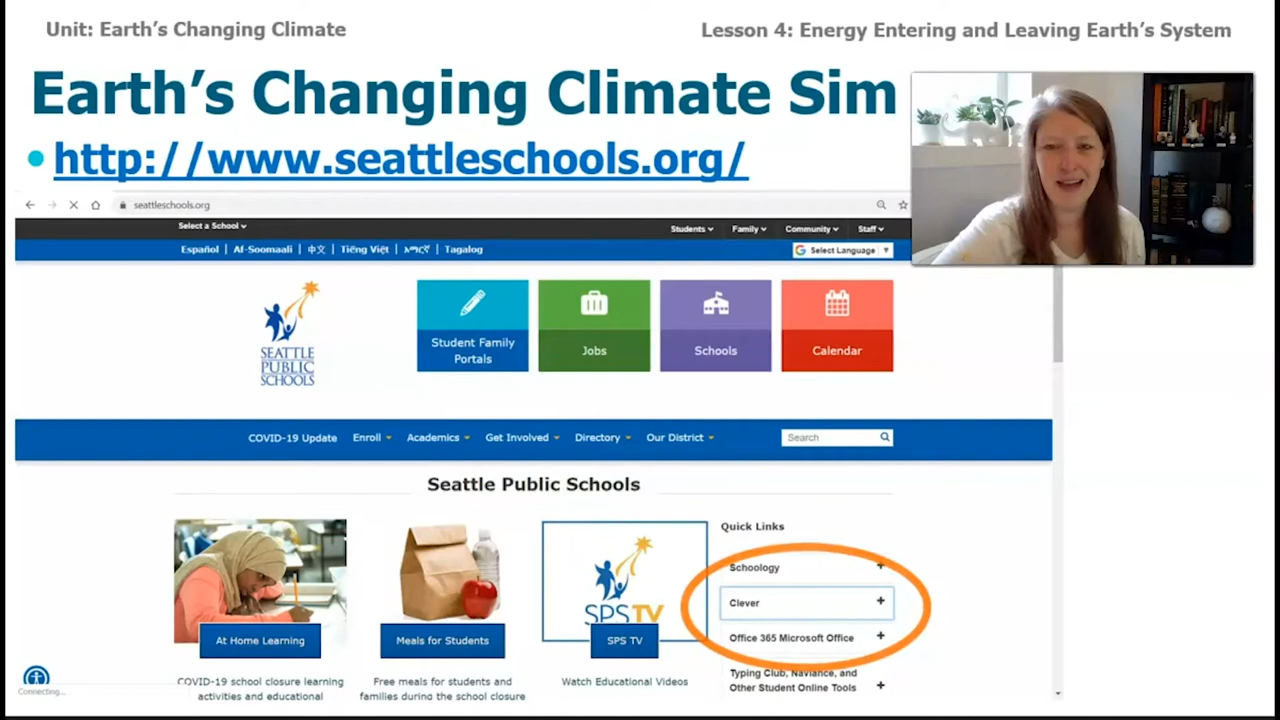 Unit: Earth's Changing Climate
Lesson 4: Energy Entering and Leaving Earth's System
Earth's Changing Climate Sim
• http://www.seattleschools.org/
seattleschools.org
Select a School
Students
Family
Community
Staff
Español | Af-Soomaali | 中文 | Tiếng Việt | አማርኛ | Tagalog
G Select Language
SEATTLE
PUBLIC
SCHOOLS
Student Family
Portals
Jobs
Schools
Calendar
COVID-19 Update
Enroll
Academics
Get Involved
Directory
Our District
Search
Seattle Public Schools
Quick Links
Schoology +
Clever +
Office 365 Microsoft Office +
Typing Club, Naviance, and
Other Student Online Tools +
SPSTV
At Home Learning
Meals for Students
SPS TV
COVID-19 school closure learning
activities and educational
Free meals for students and
families during the school closure
Watch Educational Videos
Connecting...